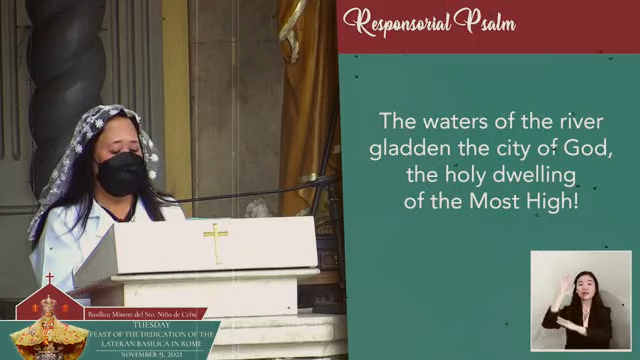 Responsorial Psalm
The waters of the river
gladden the city of God,
the holy dwelling
of the Most High!
Basilica Minore del Sto. Niño de Cebu
TUESDAY
FEAST OF THE DEDICATION OF THE
LATERAN BASILICA IN ROME
NOVEMBER 9, 2021